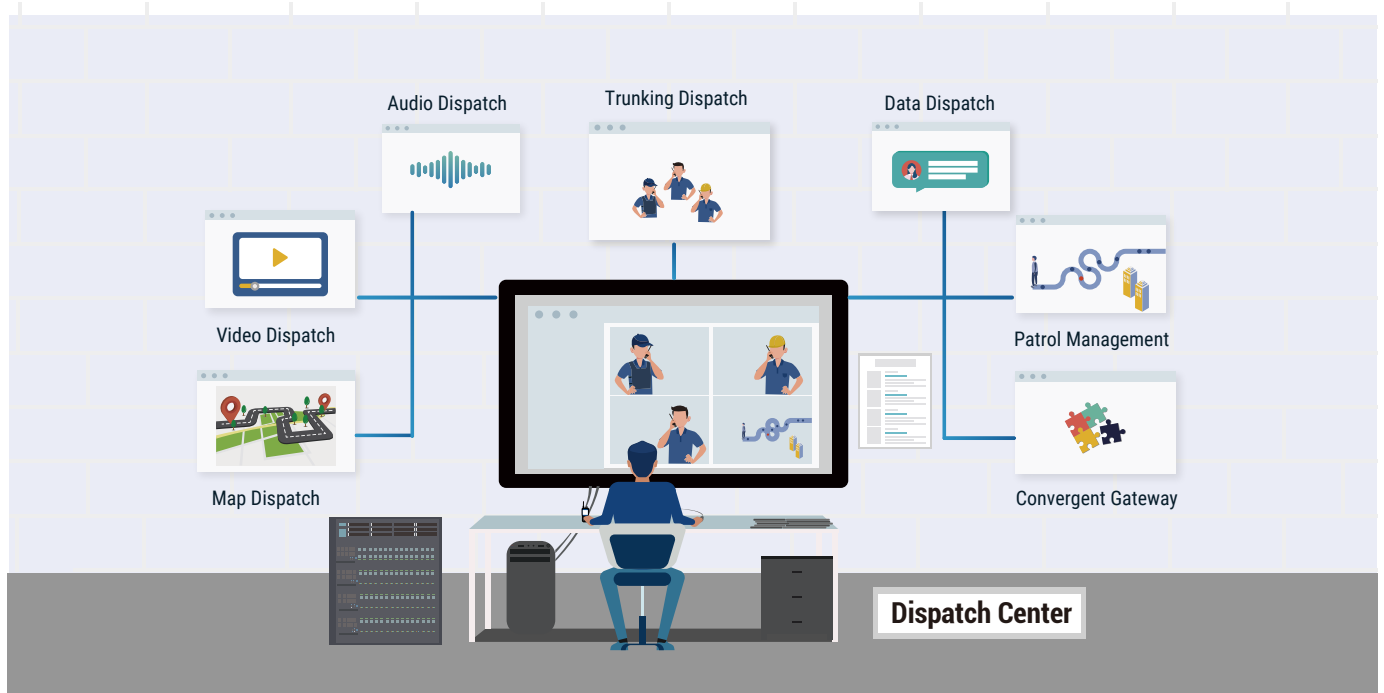 Audio Dispatch
Trunking Dispatch
Data Dispatch
Video Dispatch
Patrol Management
Map Dispatch
Convergent Gateway
Dispatch Center